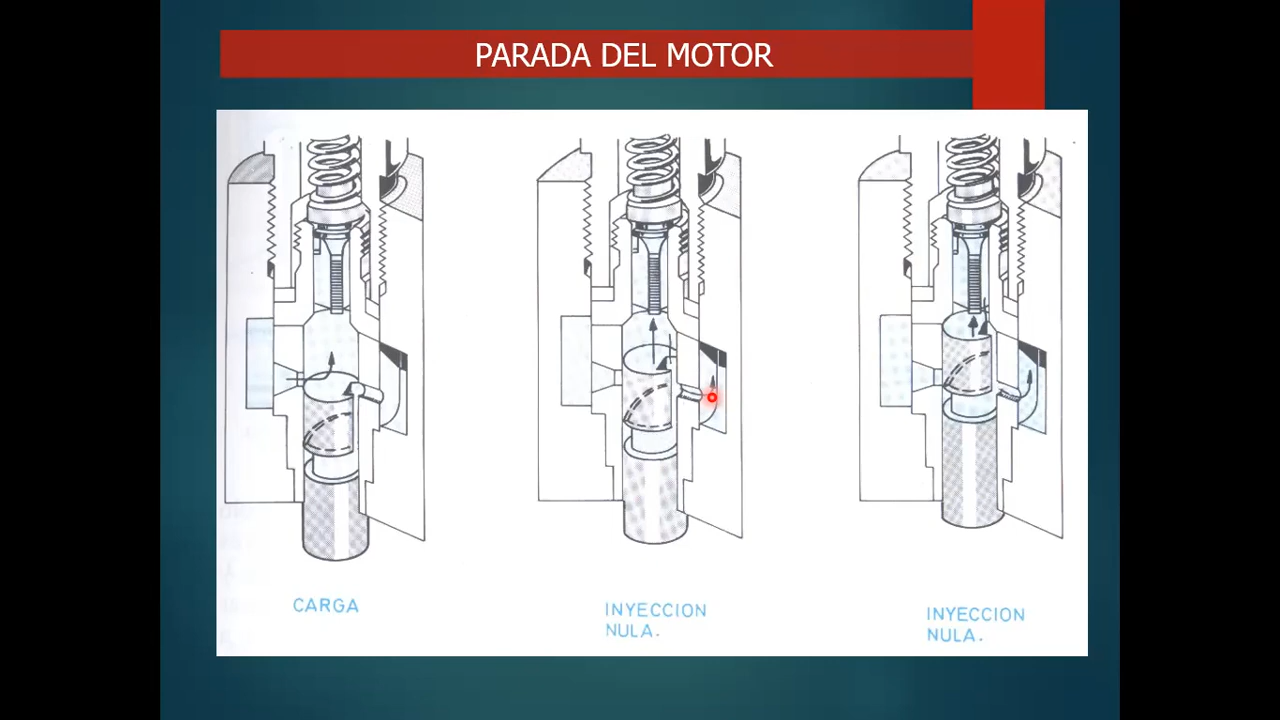 PARADA DEL MOTOR
CARGA
INYECCION
NULA.
INYECCION
NULA.